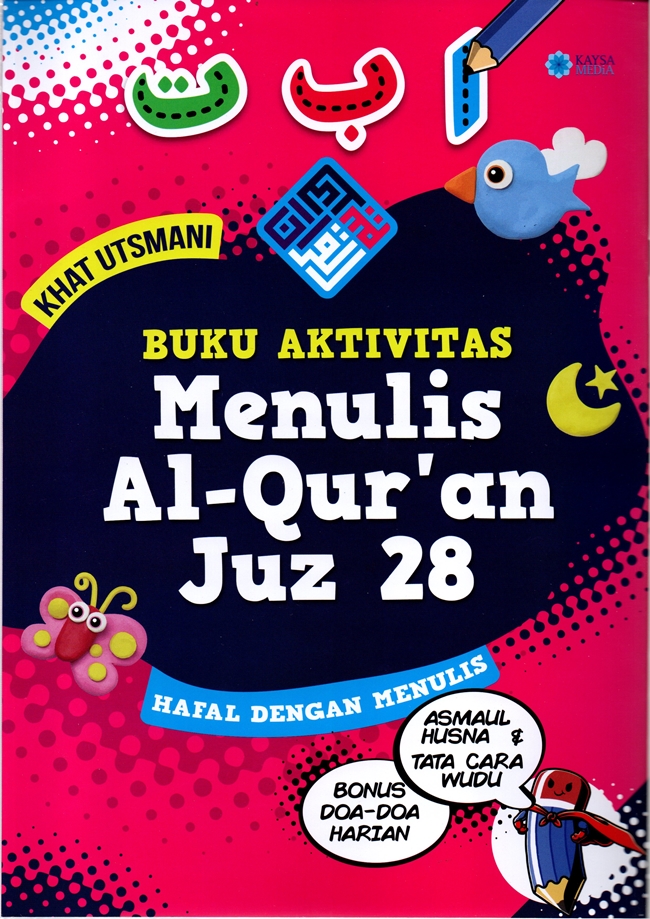 ا ب ت
KAYSA
MEDIA
KHAT UTSMANI
BUKU AKTIVITAS
Menulis
Al-Qur'an
Juz 28
HAFAL DENGAN MENULIS
ASMAUL
HUSNA &
TATA CARA
WUDU
BONUS
DOA-DOA
HARIAN